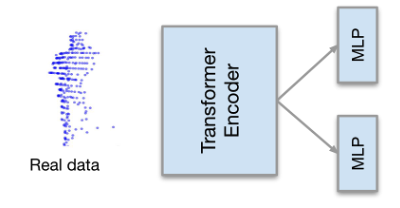 Real data
Transformer
Encoder
MLP
MLP